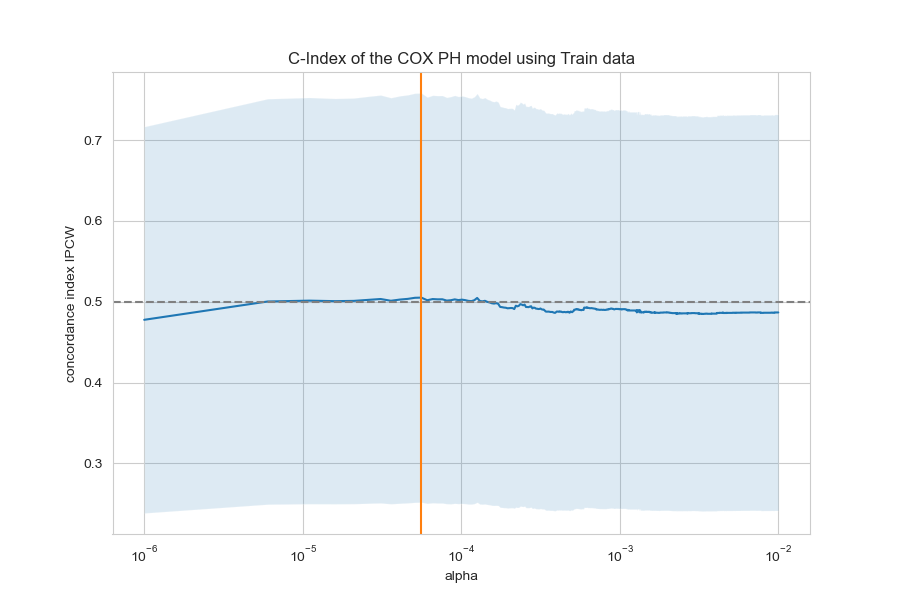 C-Index of the COX PH model using Train data
concordance index IPCW
0.7
0.6
0.5
0.4
0.3
10⁻⁶ 10⁻⁵ 10⁻⁴ 10⁻³ 10⁻²
alpha